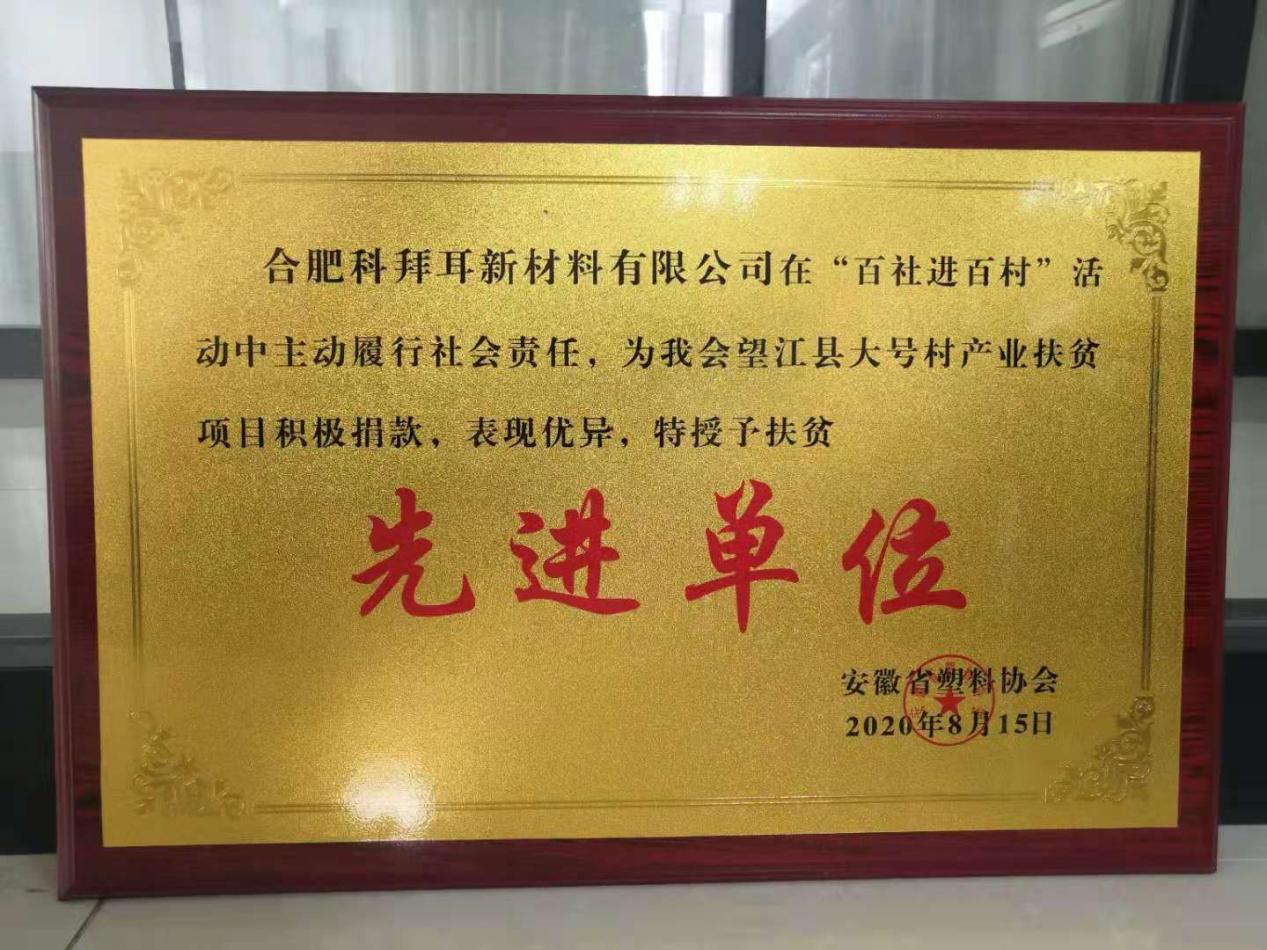 合肥科拜耳新材料有限公司在“百社进百村”活
动中主动履行社会责任，为我会望江县大号村产业扶贫
项目积极捐款，表现优异，特授予扶贫
先进单位
安徽省塑料协会
2020年8月15日